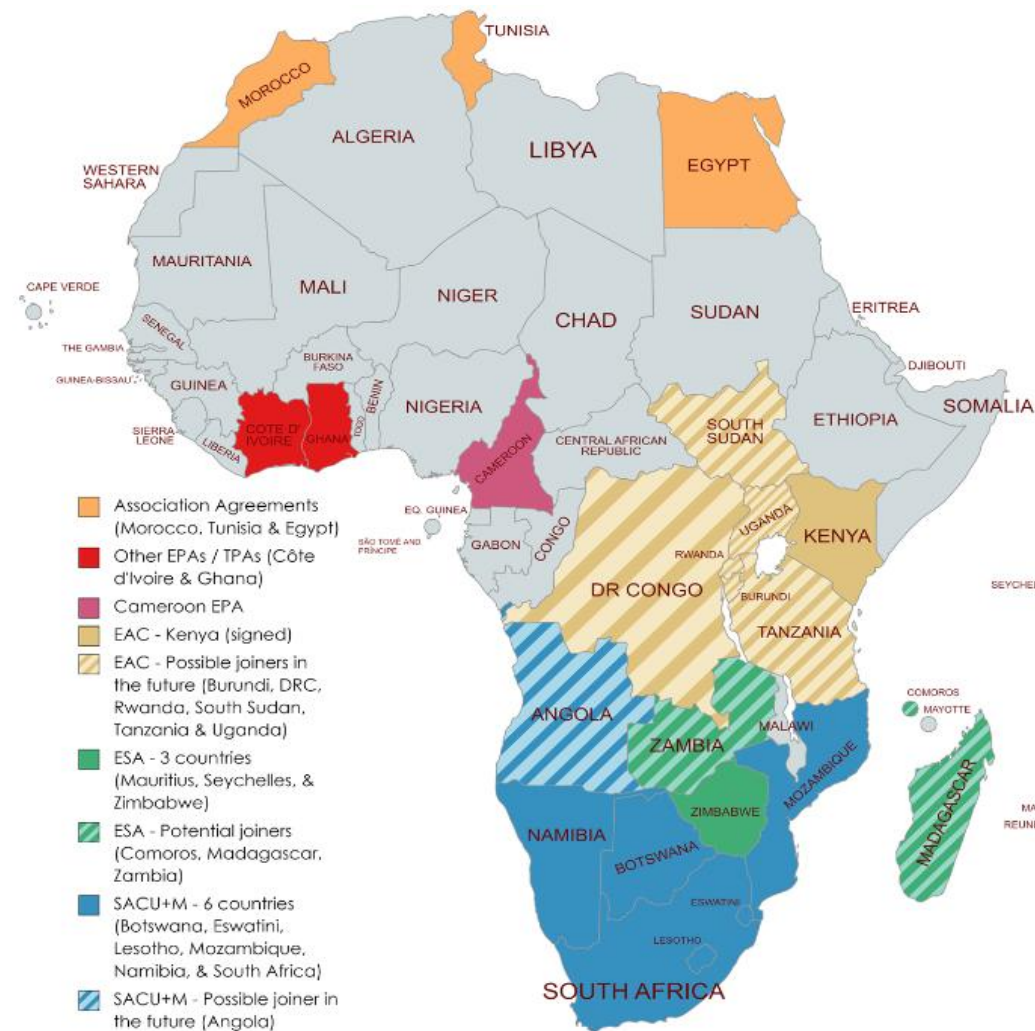 TUNISIA
MOROCCO
ALGERIA
LIBYA
EGYPT
WESTERN
SAHARA
MAURITANIA
MALI
NIGER
CHAD
SUDAN
ERITREA
CAPE VERDE
SENEGAL
THE GAMBIA
GUINEA-BISSAU
GUINEA
BURKINA
FASO
BENIN
TOGO
NIGERIA
DJIBOUTI
SOMALIA
ETHIOPIA
SOUTH
SUDAN
CENTRAL AFRICAN
REPUBLIC
SIERRA
LEONE
LIBERIA
COTE D'
IVOIRE
GHANA
CAMEROON
EQ. GUINEA
SÃO TOMÉ AND
PRÍNCIPE
GABON
CONGO
UGANDA
KENYA
RWANDA
BURUNDI
DR CONGO
TANZANIA
SEYCHEL
COMOROS
MAYOTTE
ANGOLA
ZAMBIA
MALAWI
MOZAMBIQUE
MADAGASCAR
ZIMBABWE
NAMIBIA
BOTSWANA
MA
REUN
ESWATINI
LESOTHO
SOUTH AFRICA
Association Agreements
(Morocco, Tunisia & Egypt)
Other EPAs / TPAs (Côte
d'Ivoire & Ghana)
Cameroon EPA
EAC - Kenya (signed)
EAC - Possible joiners in
the future (Burundi, DRC,
Rwanda, South Sudan,
Tanzania & Uganda)
ESA - 3 countries
(Mauritius, Seychelles, &
Zimbabwe)
ESA - Potential joiners
(Comoros, Madagascar,
Zambia)
SACU+M - 6 countries
(Botswana, Eswatini,
Lesotho, Mozambique,
Namibia, & South Africa)
SACU+M - Possible joiner in
the future (Angola)